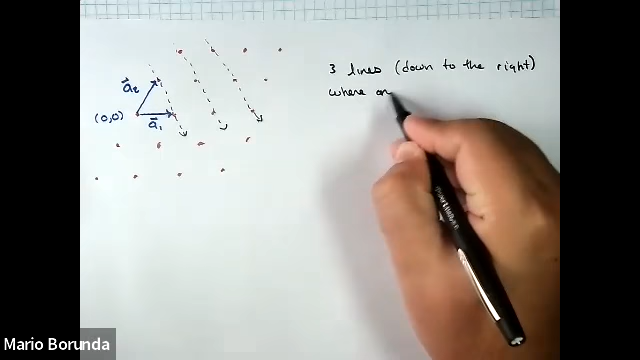 3 lines (down to the right)
where on
a₂
(0,0)
a₁
Mario Borunda